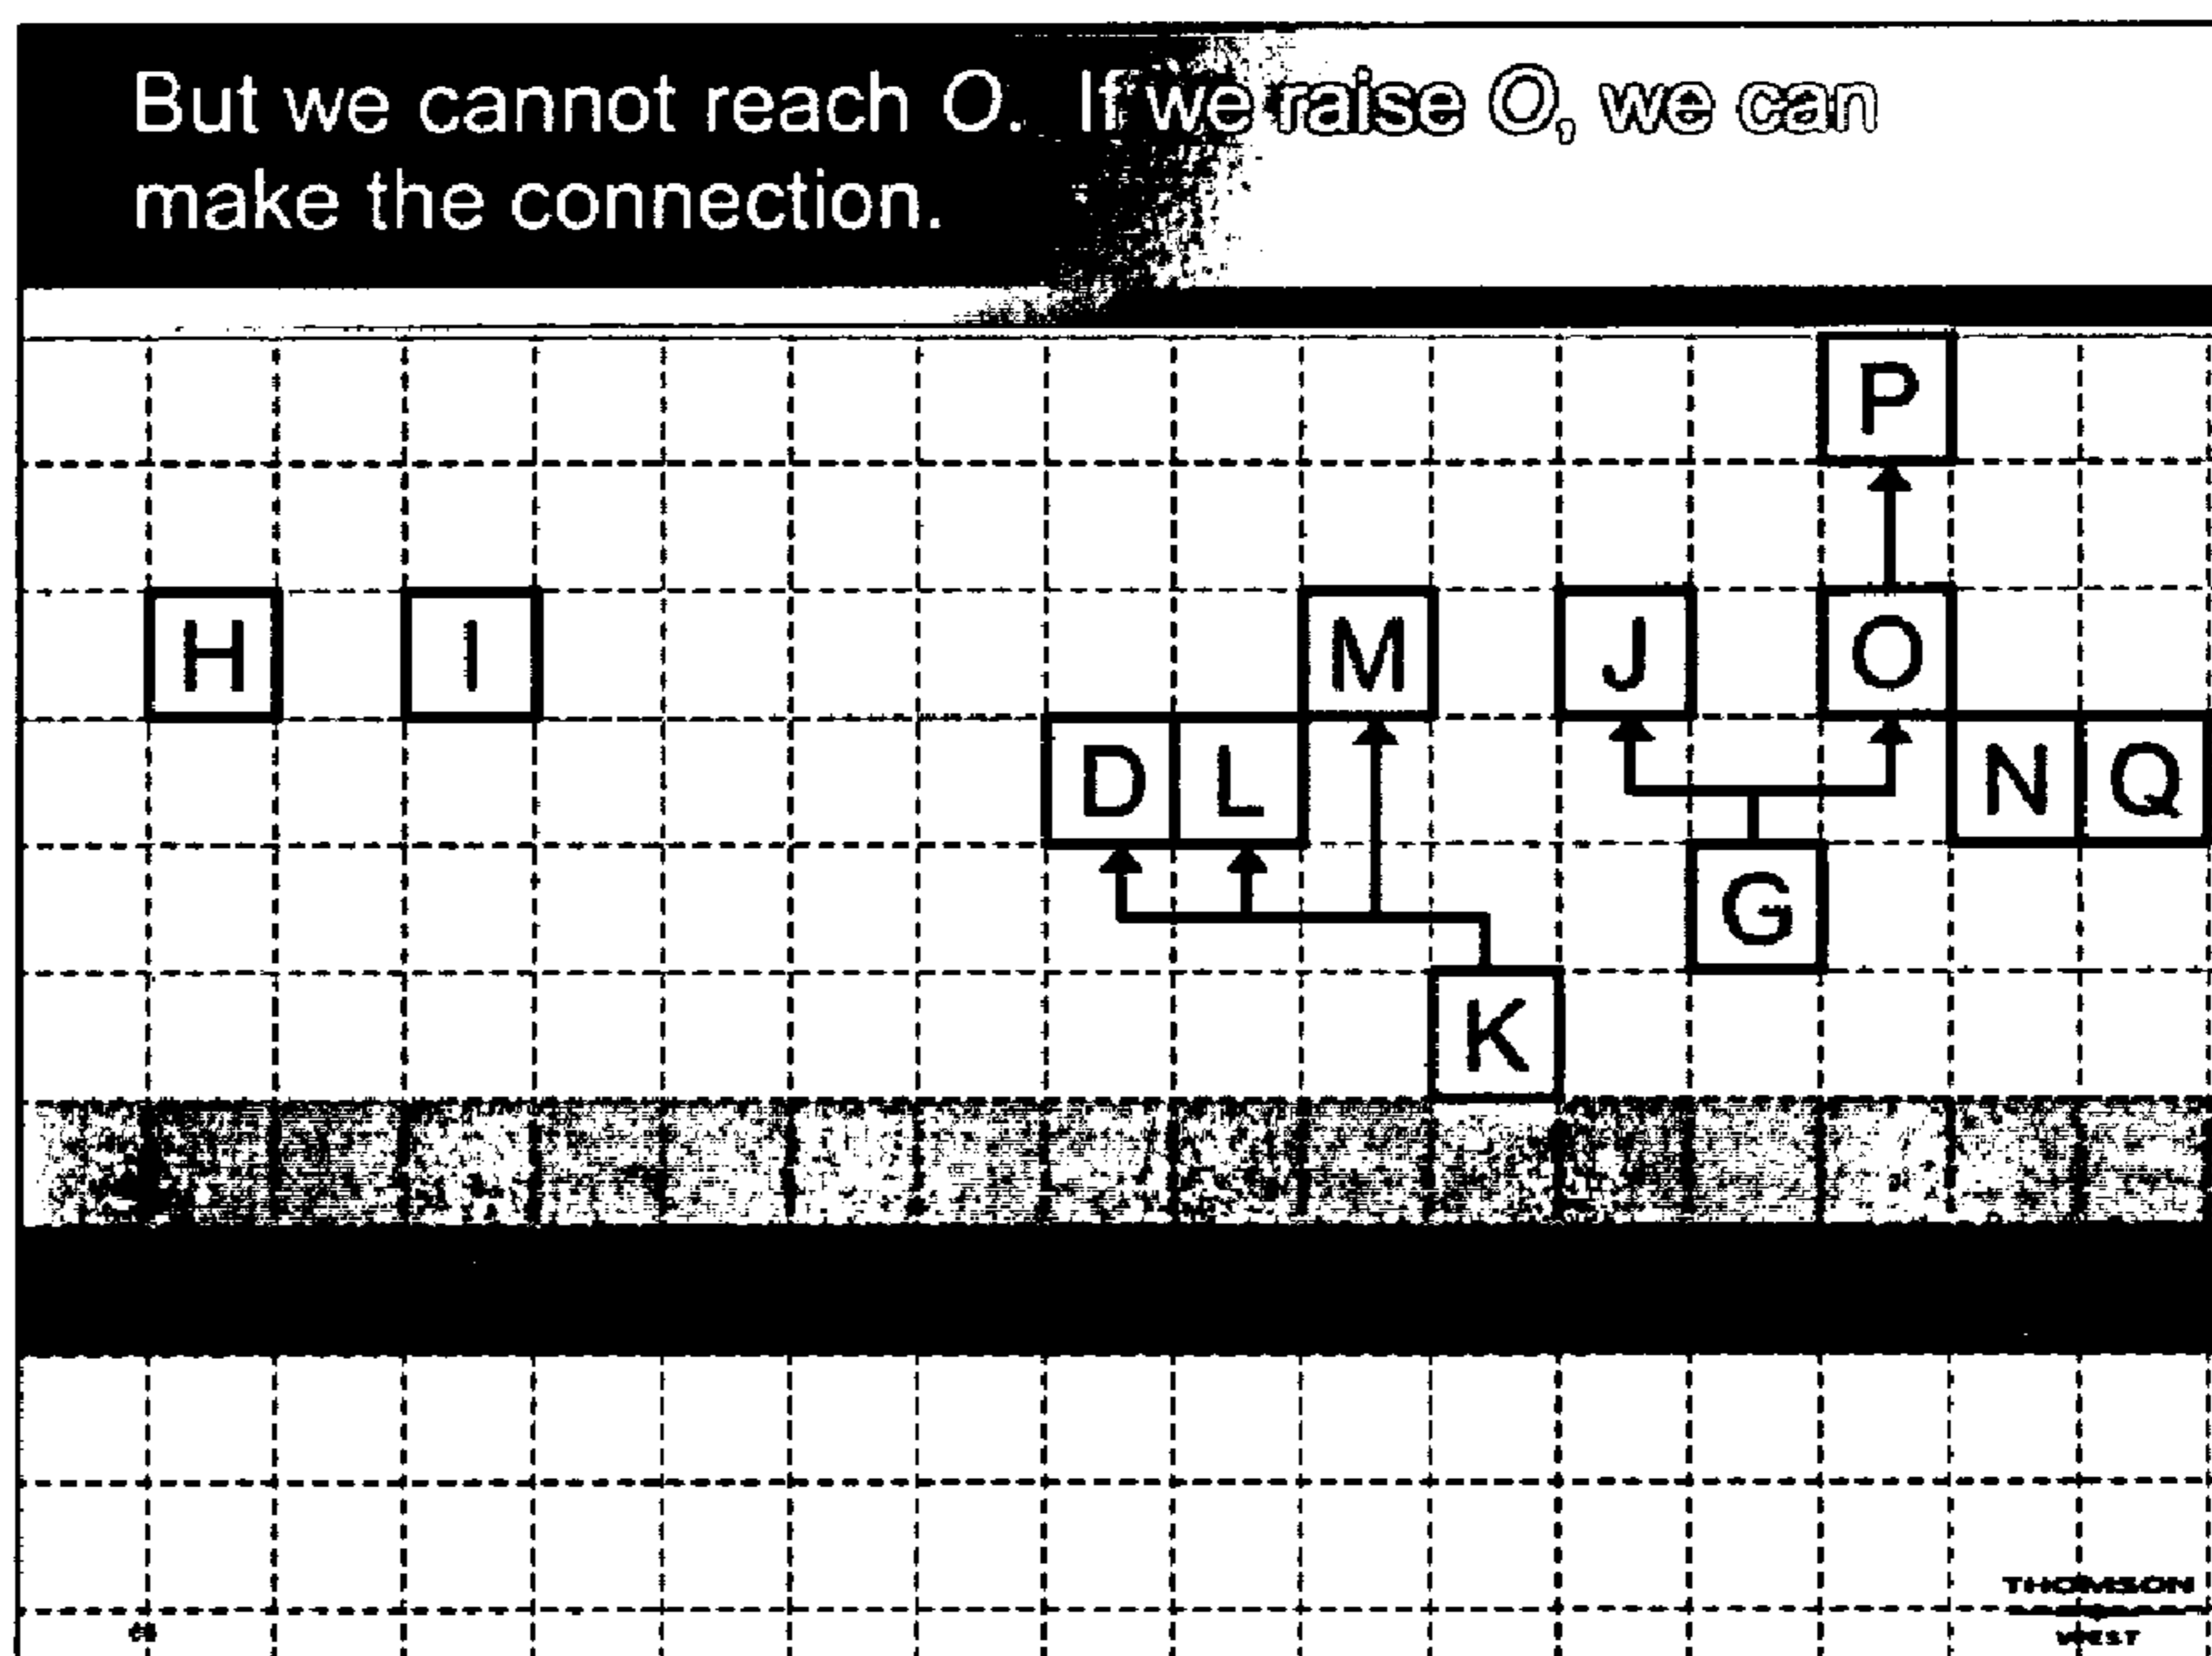 But we cannot reach O. If we raise O, we can
make the connection.
P
H I M J O
D L N Q
G
K
THOMSON
WEST